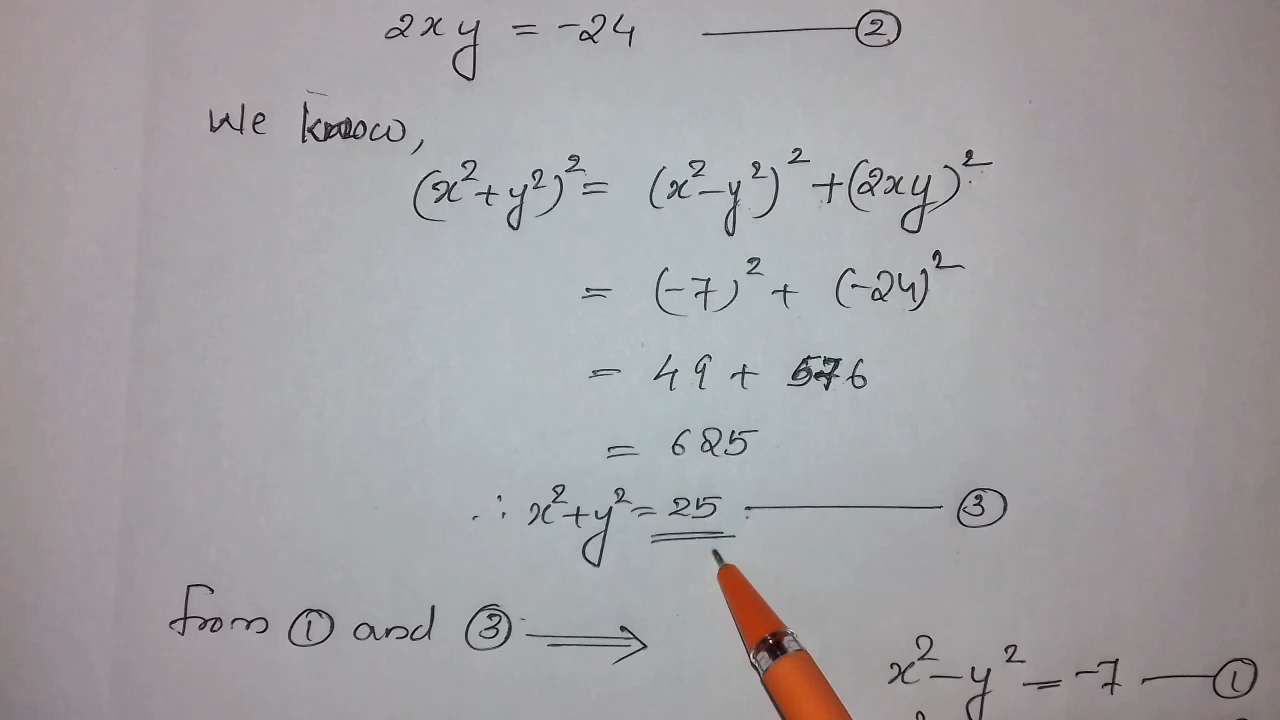 2xy = -24 ——— ②
We know,
(x²+y²)² = (x²-y²)² + (2xy)²
= (-7)² + (-24)²
= 49 + 576
= 625
∴ x²+y² = 25 ——— ③
from ① and ③ ⟹
x²-y² = -7 — ①